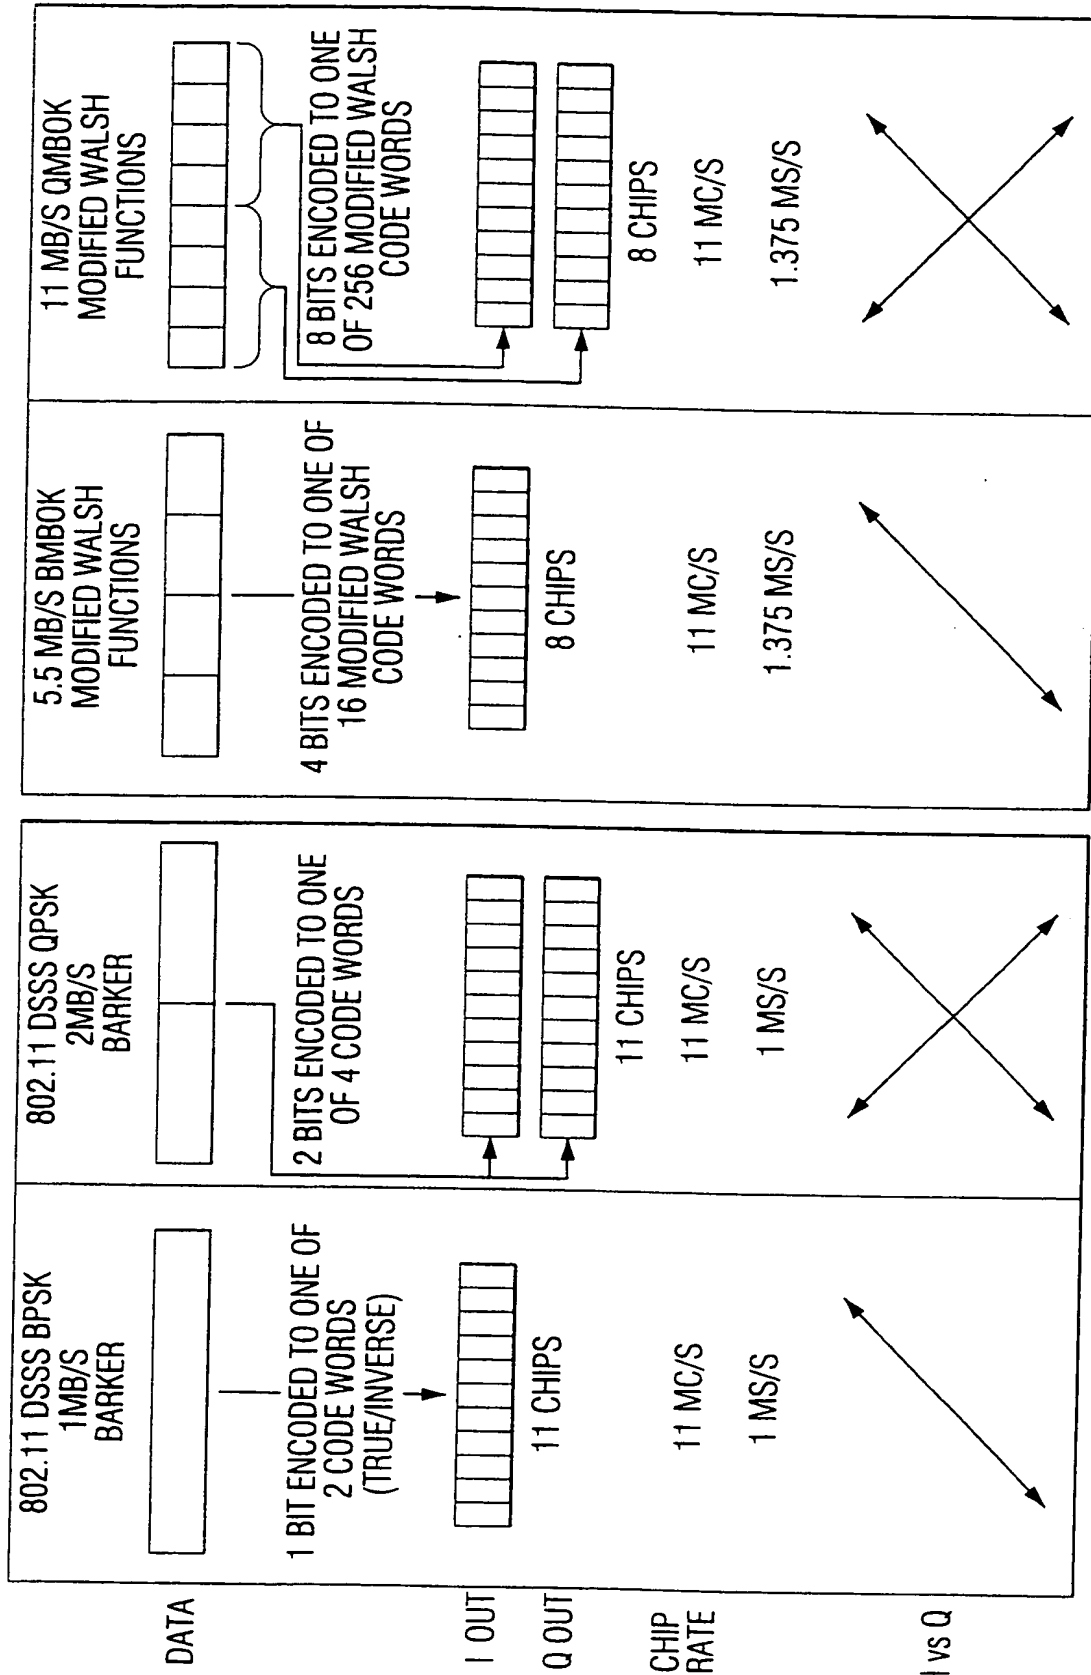 802.11 DSSS BPSK
1MB/S
BARKER
802.11 DSSS QPSK
2MB/S
BARKER
5.5 MB/S BMBOK
MODIFIED WALSH
FUNCTIONS
11 MB/S QMBOK
MODIFIED WALSH
FUNCTIONS
DATA
1 BIT ENCODED TO ONE OF
2 CODE WORDS
(TRUE/INVERSE)
2 BITS ENCODED TO ONE
OF 4 CODE WORDS
4 BITS ENCODED TO ONE OF
16 MODIFIED WALSH
CODE WORDS
8 BITS ENCODED TO ONE
OF 256 MODIFIED WALSH
CODE WORDS
I OUT
Q OUT
11 CHIPS
11 CHIPS
8 CHIPS
8 CHIPS
CHIP
RATE
11 MC/S
11 MC/S
11 MC/S
11 MC/S
1 MS/S
1 MS/S
1.375 MS/S
1.375 MS/S
I vs Q